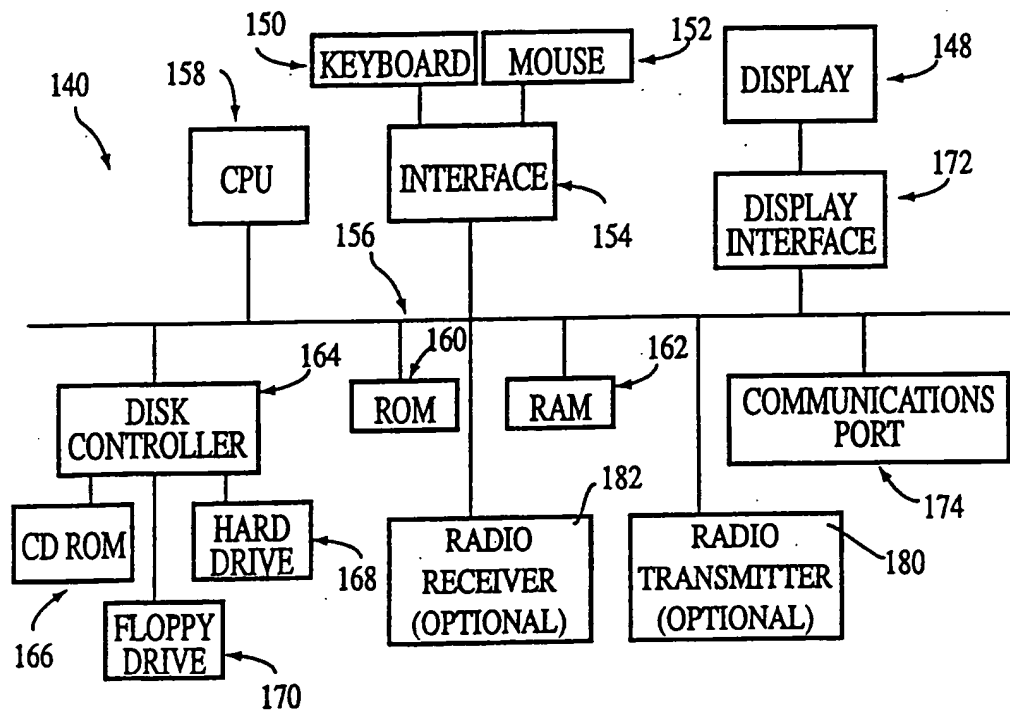 150
KEYBOARD
MOUSE
152
DISPLAY
148
140
158
CPU
INTERFACE
154
DISPLAY
INTERFACE
172
156
164
DISK
CONTROLLER
160
ROM
162
RAM
COMMUNICATIONS
PORT
174
CD ROM
166
HARD
DRIVE
168
FLOPPY
DRIVE
170
182
RADIO
RECEIVER
(OPTIONAL)
RADIO
TRANSMITTER
(OPTIONAL)
180